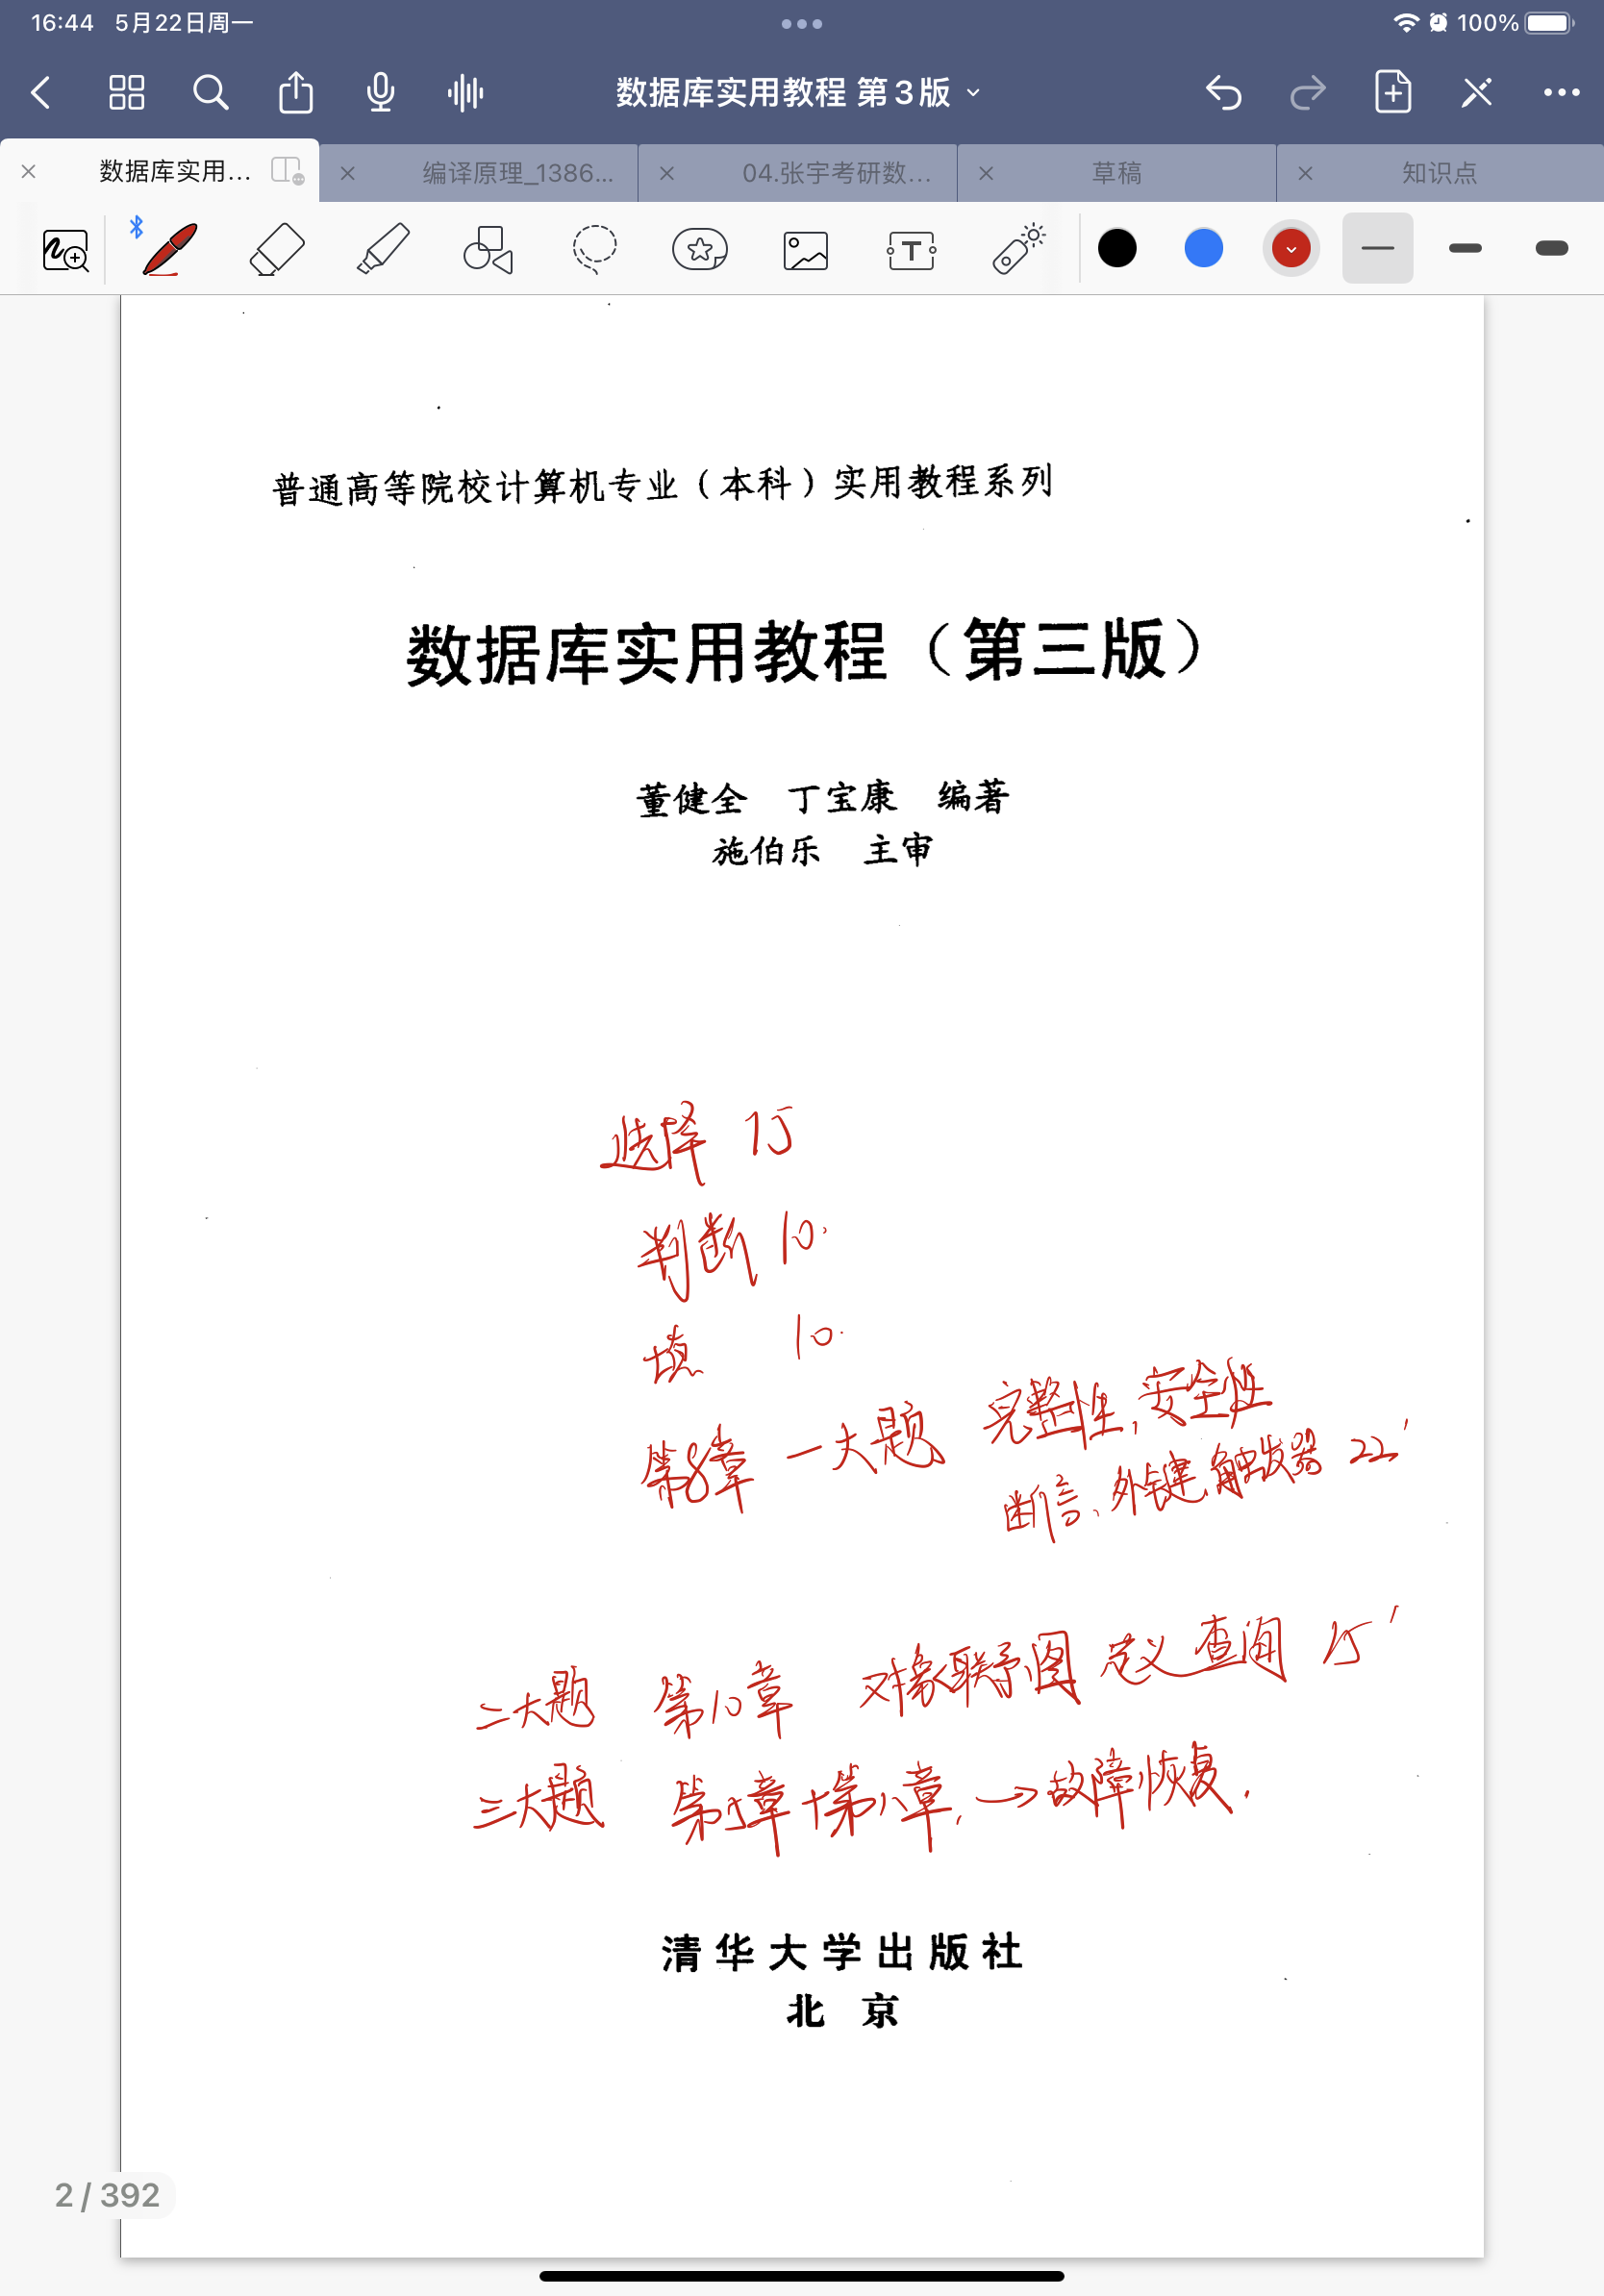 16:44 5月22日周一
100%
数据库实用教程 第3版
数据库实用... 编译原理_1386... 04.张宇考研数... 草稿 知识点
普通高等院校计算机专业（本科）实用教程系列
数据库实用教程（第三版）
董健全 丁宝康 编著
施伯乐 主审
选择 15
判断 10.
填 10.
第8章 一大题 完整性,安全性
断言、外键、触发器 22'
二大题 第10章 对象联系图 定义 查询 15'
三大题 第 章+第 章, →故障恢复.
清华大学出版社
北京
2/392